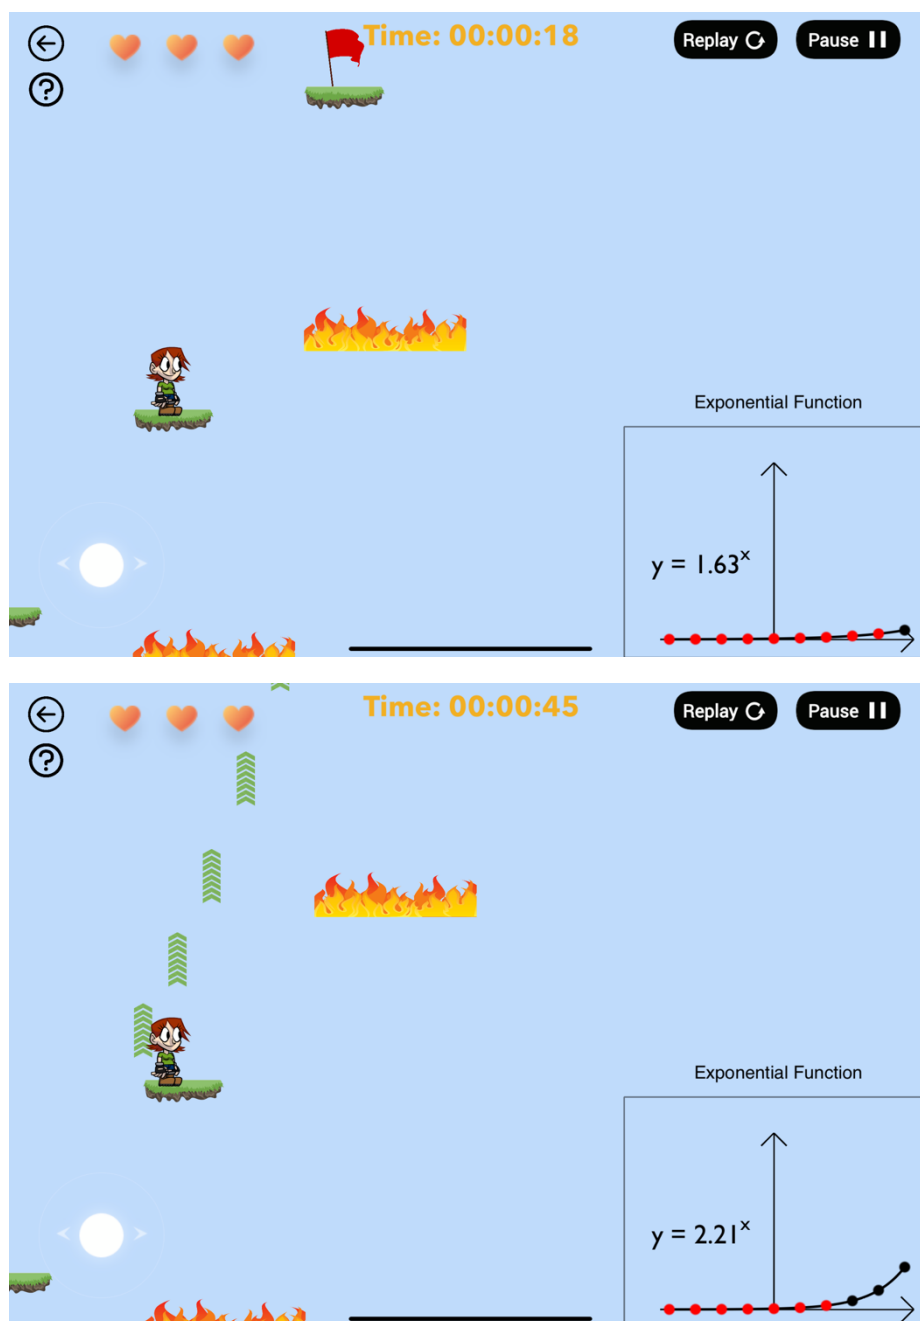 Time: 00:00:18
Replay
Pause
?
Exponential Function
y = 1.63ˣ
Time: 00:00:45
Replay
Pause
?
Exponential Function
y = 2.21ˣ